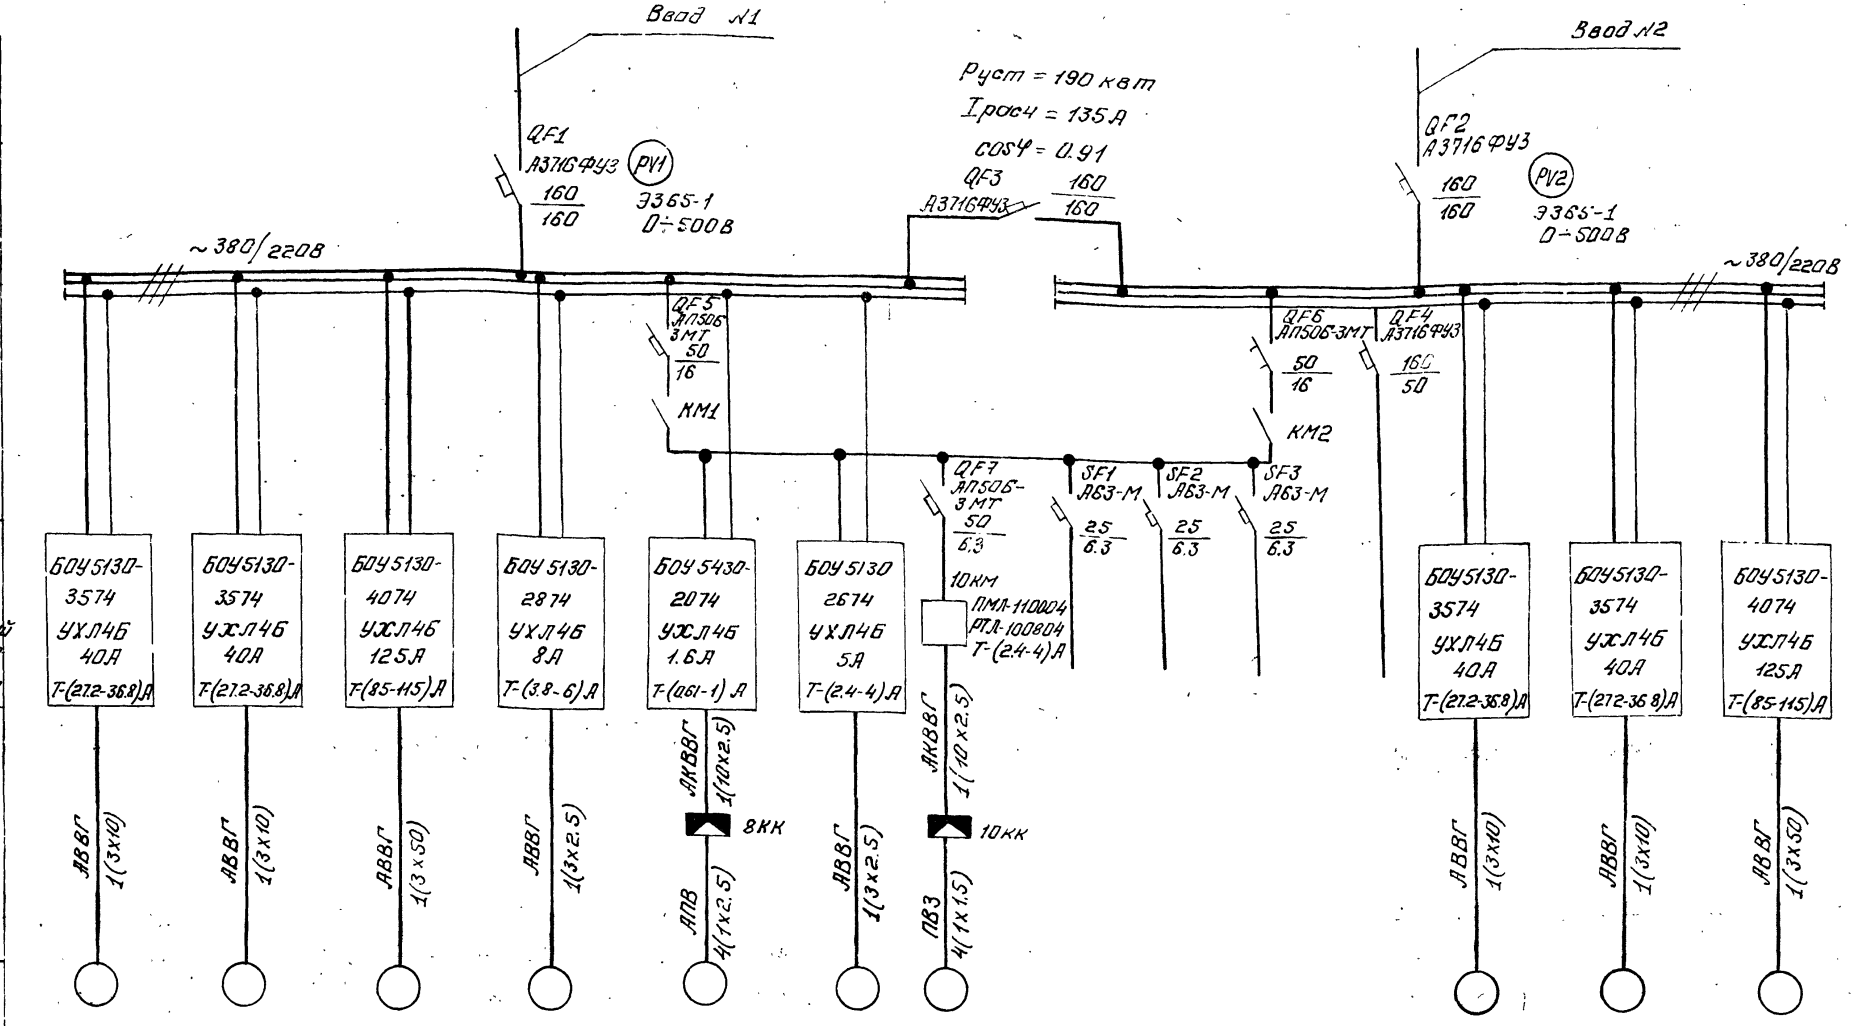 Ввод №1
Ввод №2
Руст = 190 квт
Iрасч = 135 А
cosφ = 0.91
QF1
А3716ФУЗ
160
160
PV1
Э365-1
0÷500В
QF3
А3716ФУЗ
160
160
QF2
А3716ФУЗ
160
160
PV2
Э365-1
0÷500В
~380/220В
~380/220В
QF5
АП50Б
3МТ
50
16
КМ1
QF6
АП50Б-3МТ
50
16
КМ2
QF4
А3716ФУЗ
160
50
QF7
АП50Б-
3МТ
50
6.3
SF1
А63-М
25
6.3
SF2
А63-М
25
6.3
SF3
А63-М
25
6.3
БОУ5130-
3574
УХЛ4Б
40А
Т-(27.2-36.8)А
БОУ5130-
3574
УХЛ4Б
40А
Т-(27.2-36.8)А
БОУ5130-
4074
УХЛ4Б
125А
Т-(85-115)А
БОУ5130-
2874
УХЛ4Б
8А
Т-(3.8-6)А
БОУ5430-
2074
УХЛ4Б
1.6А
Т-(0.61-1)А
БОУ5130
2674
УХЛ4Б
5А
Т-(2.4-4)А
10КМ
ПМЛ-110004
РТЛ-100804
Т-(2.4-4)А
БОУ5130-
3574
УХЛ4Б
40А
Т-(27.2-36.8)А
БОУ5130-
3574
УХЛ4Б
40А
Т-(27.2-36.8)А
БОУ5130-
4074
УХЛ4Б
125А
Т-(85-115)А
АВВГ
1(3х10)
АВВГ
1(3х10)
АВВГ
1(3х50)
АВВГ
1(3х2.5)
АКВВГ
1(10х2.5)
8КК
АПВ
4(1х2.5)
АВВГ
1(3х2.5)
АКВВГ
1(10х2.5)
10КК
ПВ3
4(1х1.5)
АВВГ
1(3х10)
АВВГ
1(3х10)
АВВГ
1(3х50)